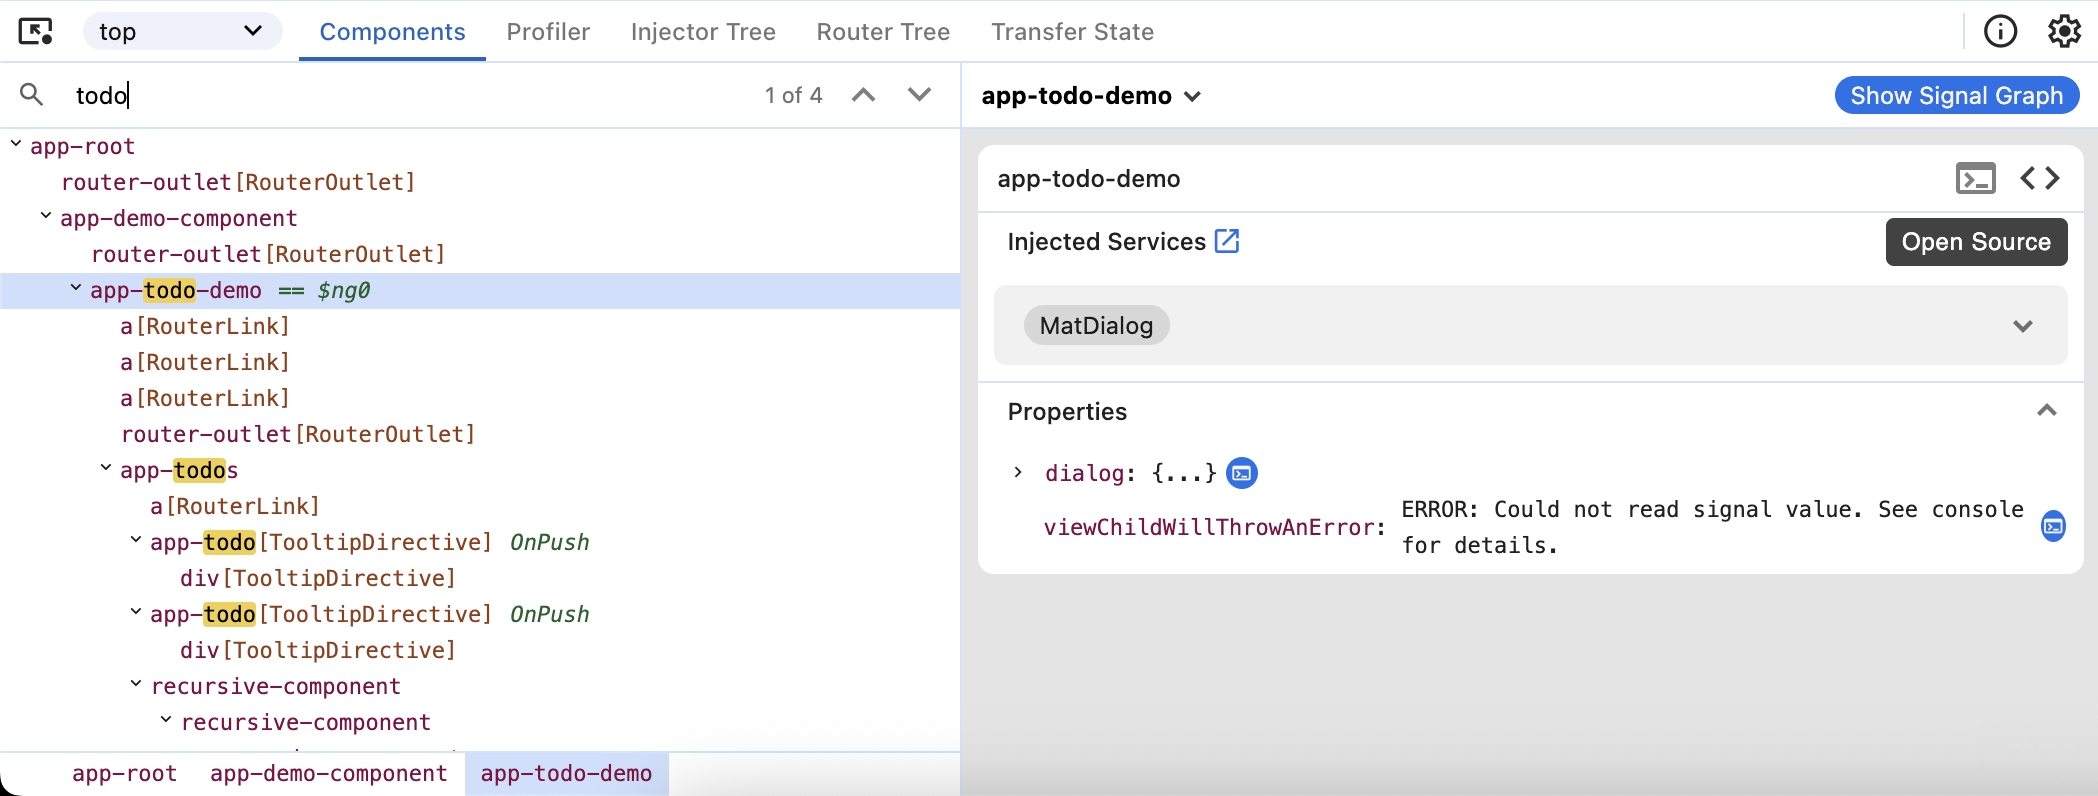 top Components Profiler Injector Tree Router Tree Transfer State
todo 1 of 4
app-root
router-outlet[RouterOutlet]
app-demo-component
router-outlet[RouterOutlet]
app-todo-demo == $ng0
a[RouterLink]
a[RouterLink]
a[RouterLink]
router-outlet[RouterOutlet]
app-todos
a[RouterLink]
app-todo[TooltipDirective] OnPush
div[TooltipDirective]
app-todo[TooltipDirective] OnPush
div[TooltipDirective]
recursive-component
recursive-component
app-root app-demo-component app-todo-demo
app-todo-demo Show Signal Graph
app-todo-demo
Injected Services
Open Source
MatDialog
Properties
dialog: {...}
viewChildWillThrowAnError: ERROR: Could not read signal value. See console
for details.